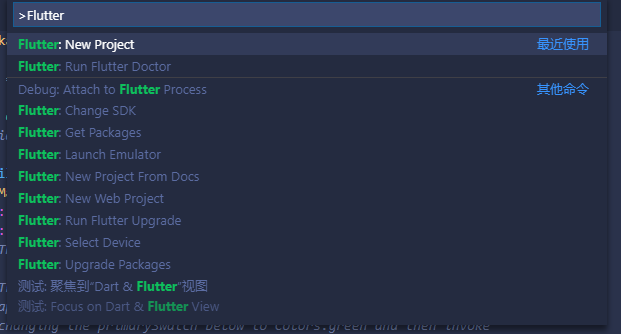 >Flutter
Flutter: New Project 最近使用
Flutter: Run Flutter Doctor
Debug: Attach to Flutter Process 其他命令
Flutter: Change SDK
Flutter: Get Packages
Flutter: Launch Emulator
Flutter: New Project From Docs
Flutter: New Web Project
Flutter: Run Flutter Upgrade
Flutter: Select Device
Flutter: Upgrade Packages
测试: 聚焦到“Dart & Flutter”视图
测试: Focus on Dart & Flutter View
changing the primarySwatch below to Colors.green and then invoke